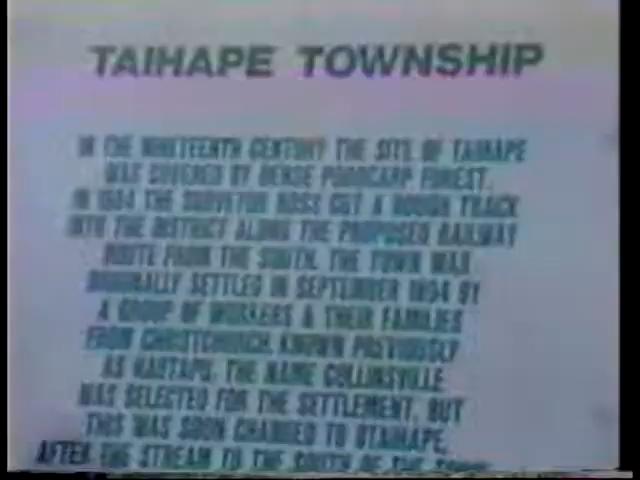 TAIHAPE TOWNSHIP
IN THE NINETEENTH CENTURY THE SITE OF TAIHAPE
WAS COVERED BY DENSE PODOCARP FOREST.
IN 1884 THE SURVEYOR ROSS CUT A ROUGH TRACK
INTO THE DISTRICT ALONG THE PROPOSED RAILWAY
ROUTE FROM THE SOUTH. THE TOWN WAS
ORIGINALLY SETTLED IN SEPTEMBER 1894 BY
A GROUP OF WORKERS & THEIR FAMILIES
FROM CHRISTCHURCH. KNOWN PREVIOUSLY
AS HAUTAPU, THE NAME COLLINSVILLE
WAS SELECTED FOR THE SETTLEMENT, BUT
THIS WAS SOON CHANGED TO OTAIHAPE,
AFTER THE STREAM TO THE SOUTH OF THE